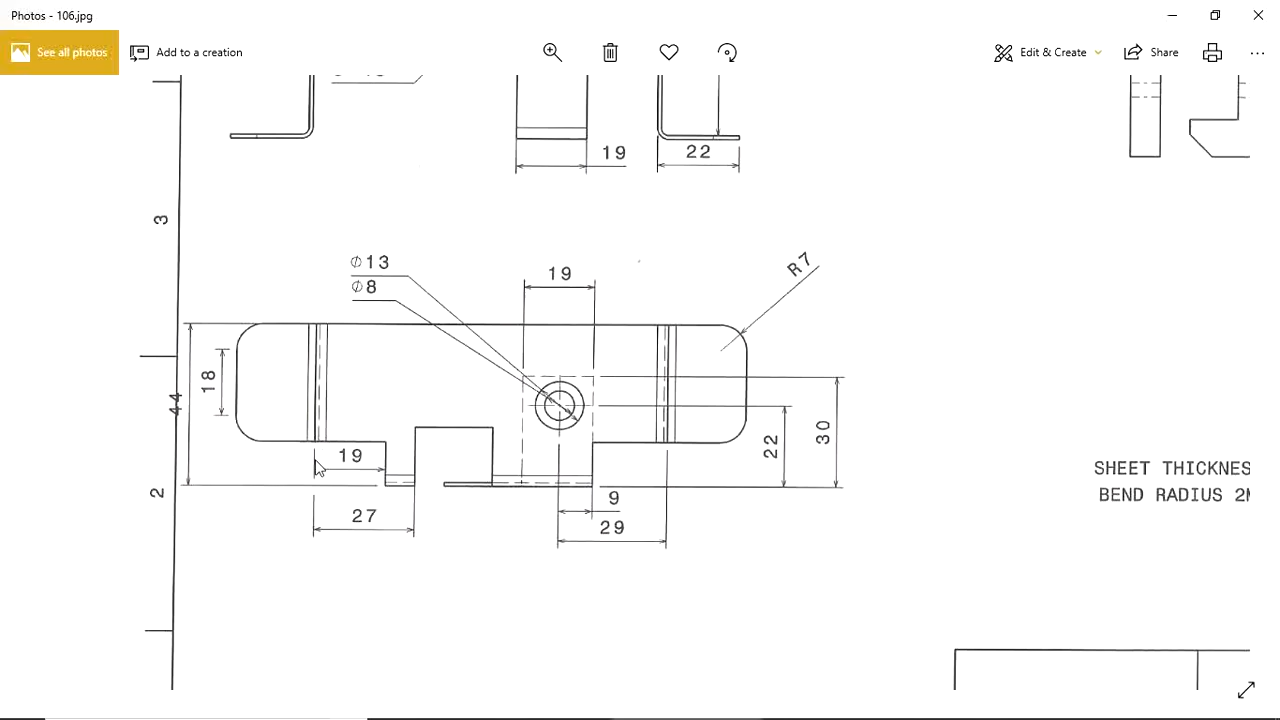 Photos - 106.jpg
See all photos
Add to a creation
Edit & Create
Share
19
22
3
Ø13
Ø8
19
R7
18
44
19
22
30
2
SHEET THICKNES
BEND RADIUS 2M
9
27
29